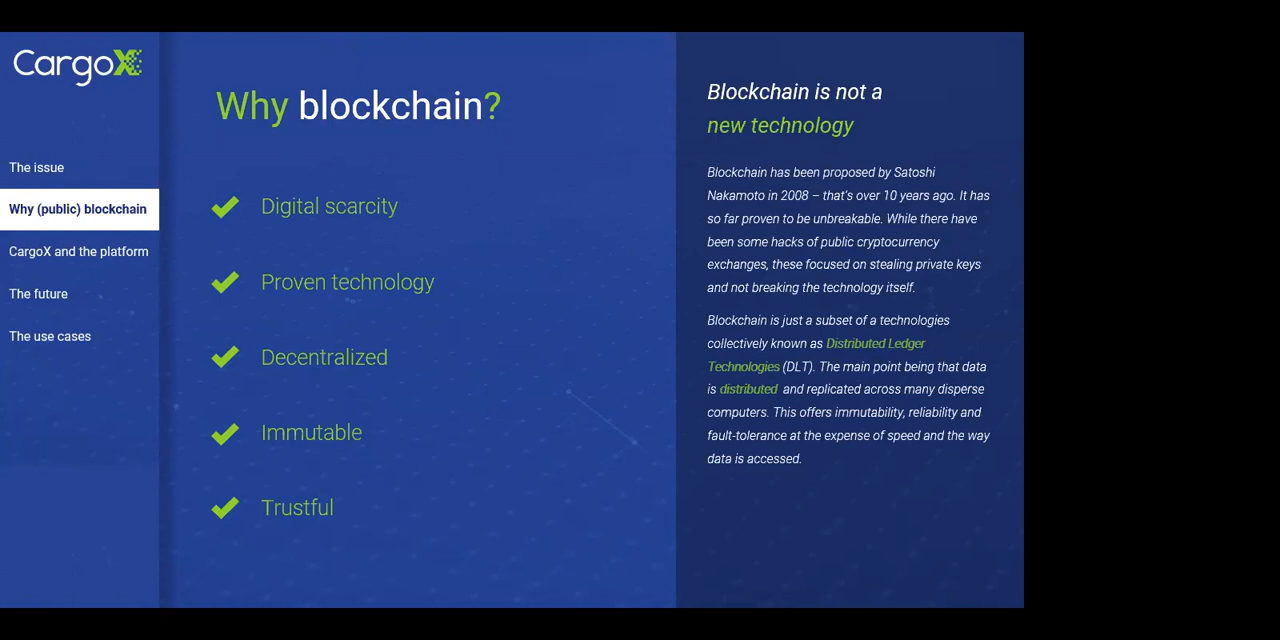 CargoX
The issue
Why (public) blockchain
CargoX and the platform
The future
The use cases
Why blockchain?
Digital scarcity
Proven technology
Decentralized
Immutable
Trustful
Blockchain is not a
new technology
Blockchain has been proposed by Satoshi
Nakamoto in 2008 – that's over 10 years ago. It has
so far proven to be unbreakable. While there have
been some hacks of public cryptocurrency
exchanges, these focused on stealing private keys
and not breaking the technology itself.
Blockchain is just a subset of a technologies
collectively known as Distributed Ledger
Technologies (DLT). The main point being that data
is distributed and replicated across many disperse
computers. This offers immutability, reliability and
fault-tolerance at the expense of speed and the way
data is accessed.